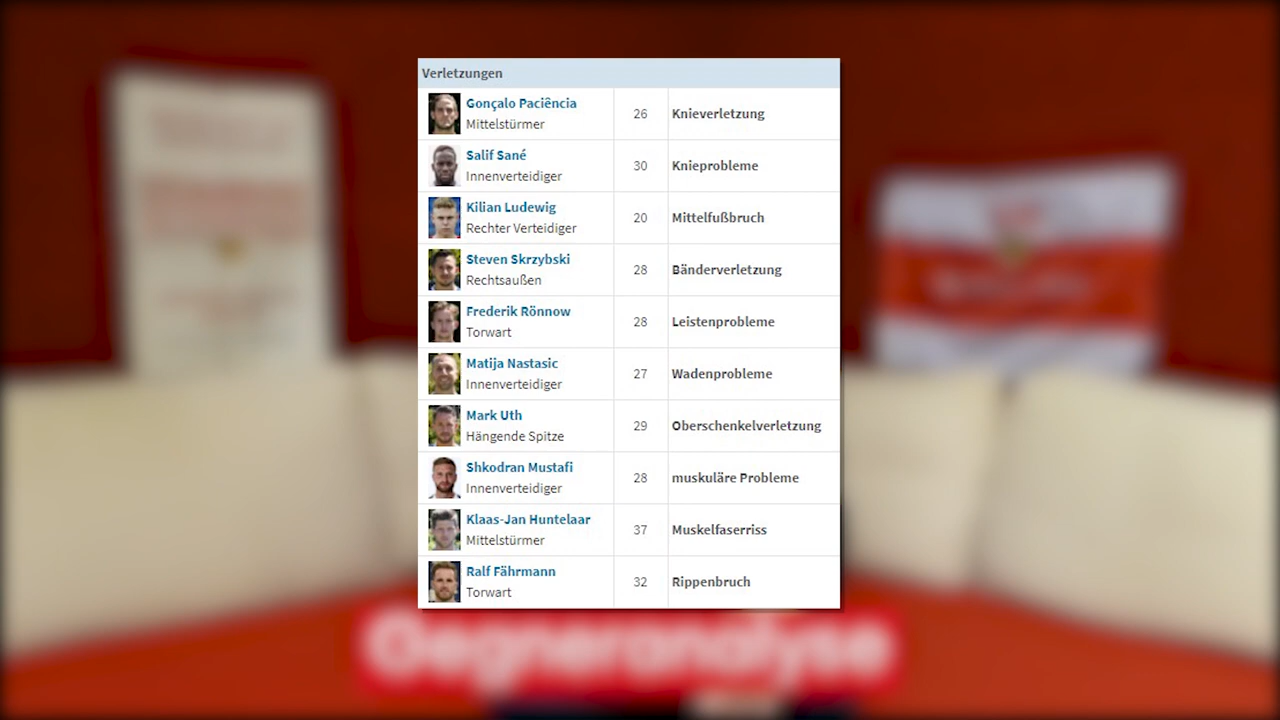 Verletzungen
Gonçalo Paciência
Mittelstürmer
26
Knieverletzung
Salif Sané
Innenverteidiger
30
Knieprobleme
Kilian Ludewig
Rechter Verteidiger
20
Mittelfußbruch
Steven Skrzybski
Rechtsaußen
28
Bänderverletzung
Frederik Rönnow
Torwart
28
Leistenprobleme
Matija Nastasic
Innenverteidiger
27
Wadenprobleme
Mark Uth
Hängende Spitze
29
Oberschenkelverletzung
Shkodran Mustafi
Innenverteidiger
28
muskuläre Probleme
Klaas-Jan Huntelaar
Mittelstürmer
37
Muskelfaserriss
Ralf Fährmann
Torwart
32
Rippenbruch
Gegneranalyse